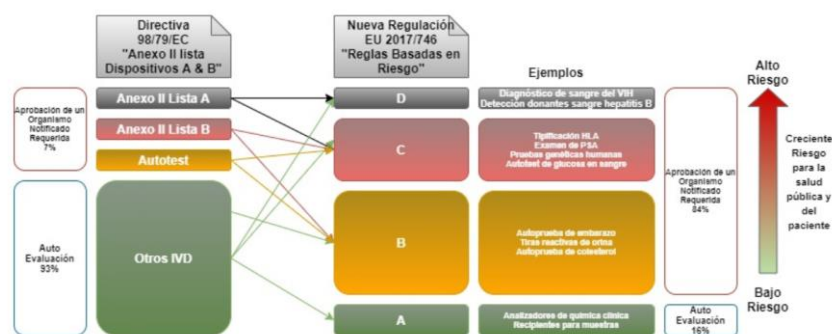 Directiva
98/79/EC
"Anexo II lista
Dispositivos A & B"
Nueva Regulación
EU 2017/746
"Reglas Basadas en
Riesgo"
Ejemplos
Alto
Riesgo
Aprobación de un
Organismo
Notificado
Requerida
7%
Anexo II Lista A
Anexo II Lista B
Autotest
D
Diagnóstico de sangre del VIH
Detección donantes sangre hepatitis B
C
Tipificación HLA
Examen de PSA
Pruebas genéticas humanas
Autotest de glucosa en sangre
Aprobación de un
Organismo
Notificado
Requerida
84%
Creciente
Riesgo
para la
salud
pública y
del
paciente
Auto
Evaluación
93%
Otros IVD
B
Autoprueba de embarazo
Tiras reactivas de orina
Autoprueba de colesterol
Bajo
Riesgo
A
Analizadores de química clínica
Recipientes para muestras
Auto
Evaluación
16%